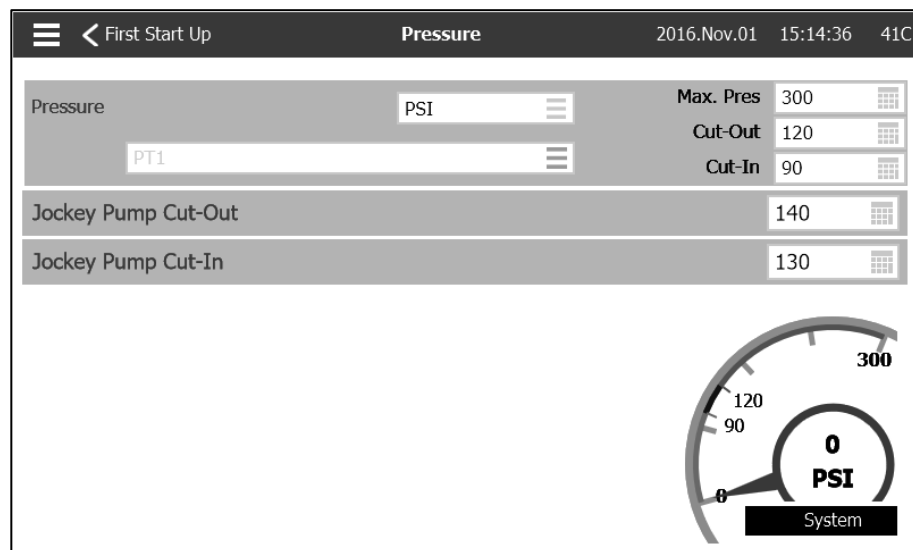 First Start Up Pressure 2016.Nov.01 15:14:36 41C
Pressure PSI Max. Pres 300
Cut-Out 120
PT1 Cut-In 90
Jockey Pump Cut-Out 140
Jockey Pump Cut-In 130
300
120
90
0
0
PSI
System